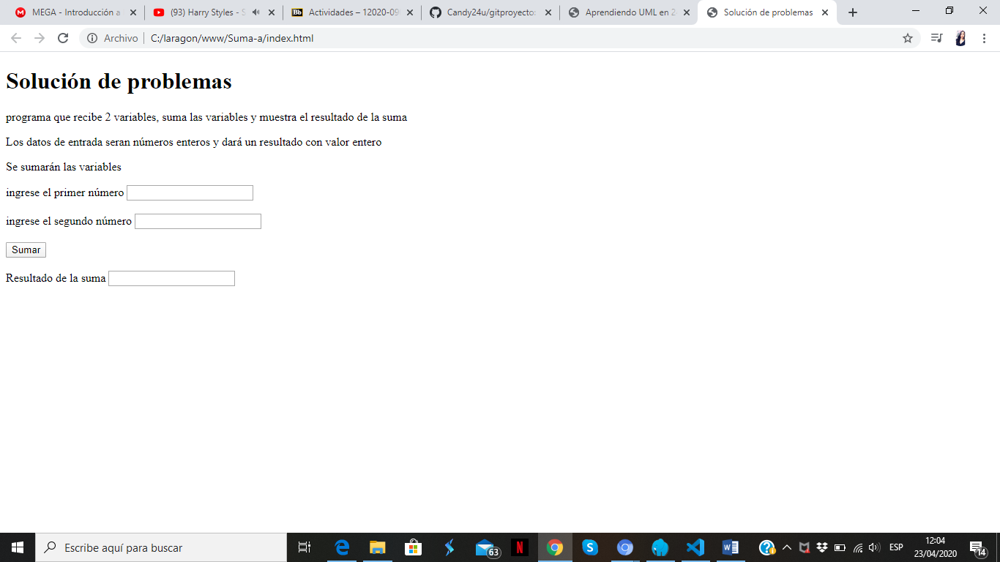 MEGA - Introducción a
(93) Harry Styles - S
Bb Actividades – 12020-09
Candy24u/gitproyecto
Aprendiendo UML en 2
Solución de problemas
Archivo C:/laragon/www/Suma-a/index.html
Solución de problemas
programa que recibe 2 variables, suma las variables y muestra el resultado de la suma
Los datos de entrada seran números enteros y dará un resultado con valor entero
Se sumarán las variables
ingrese el primer número
ingrese el segundo número
Sumar
Resultado de la suma
Escribe aquí para buscar
63
ESP
12:04
23/04/2020
14